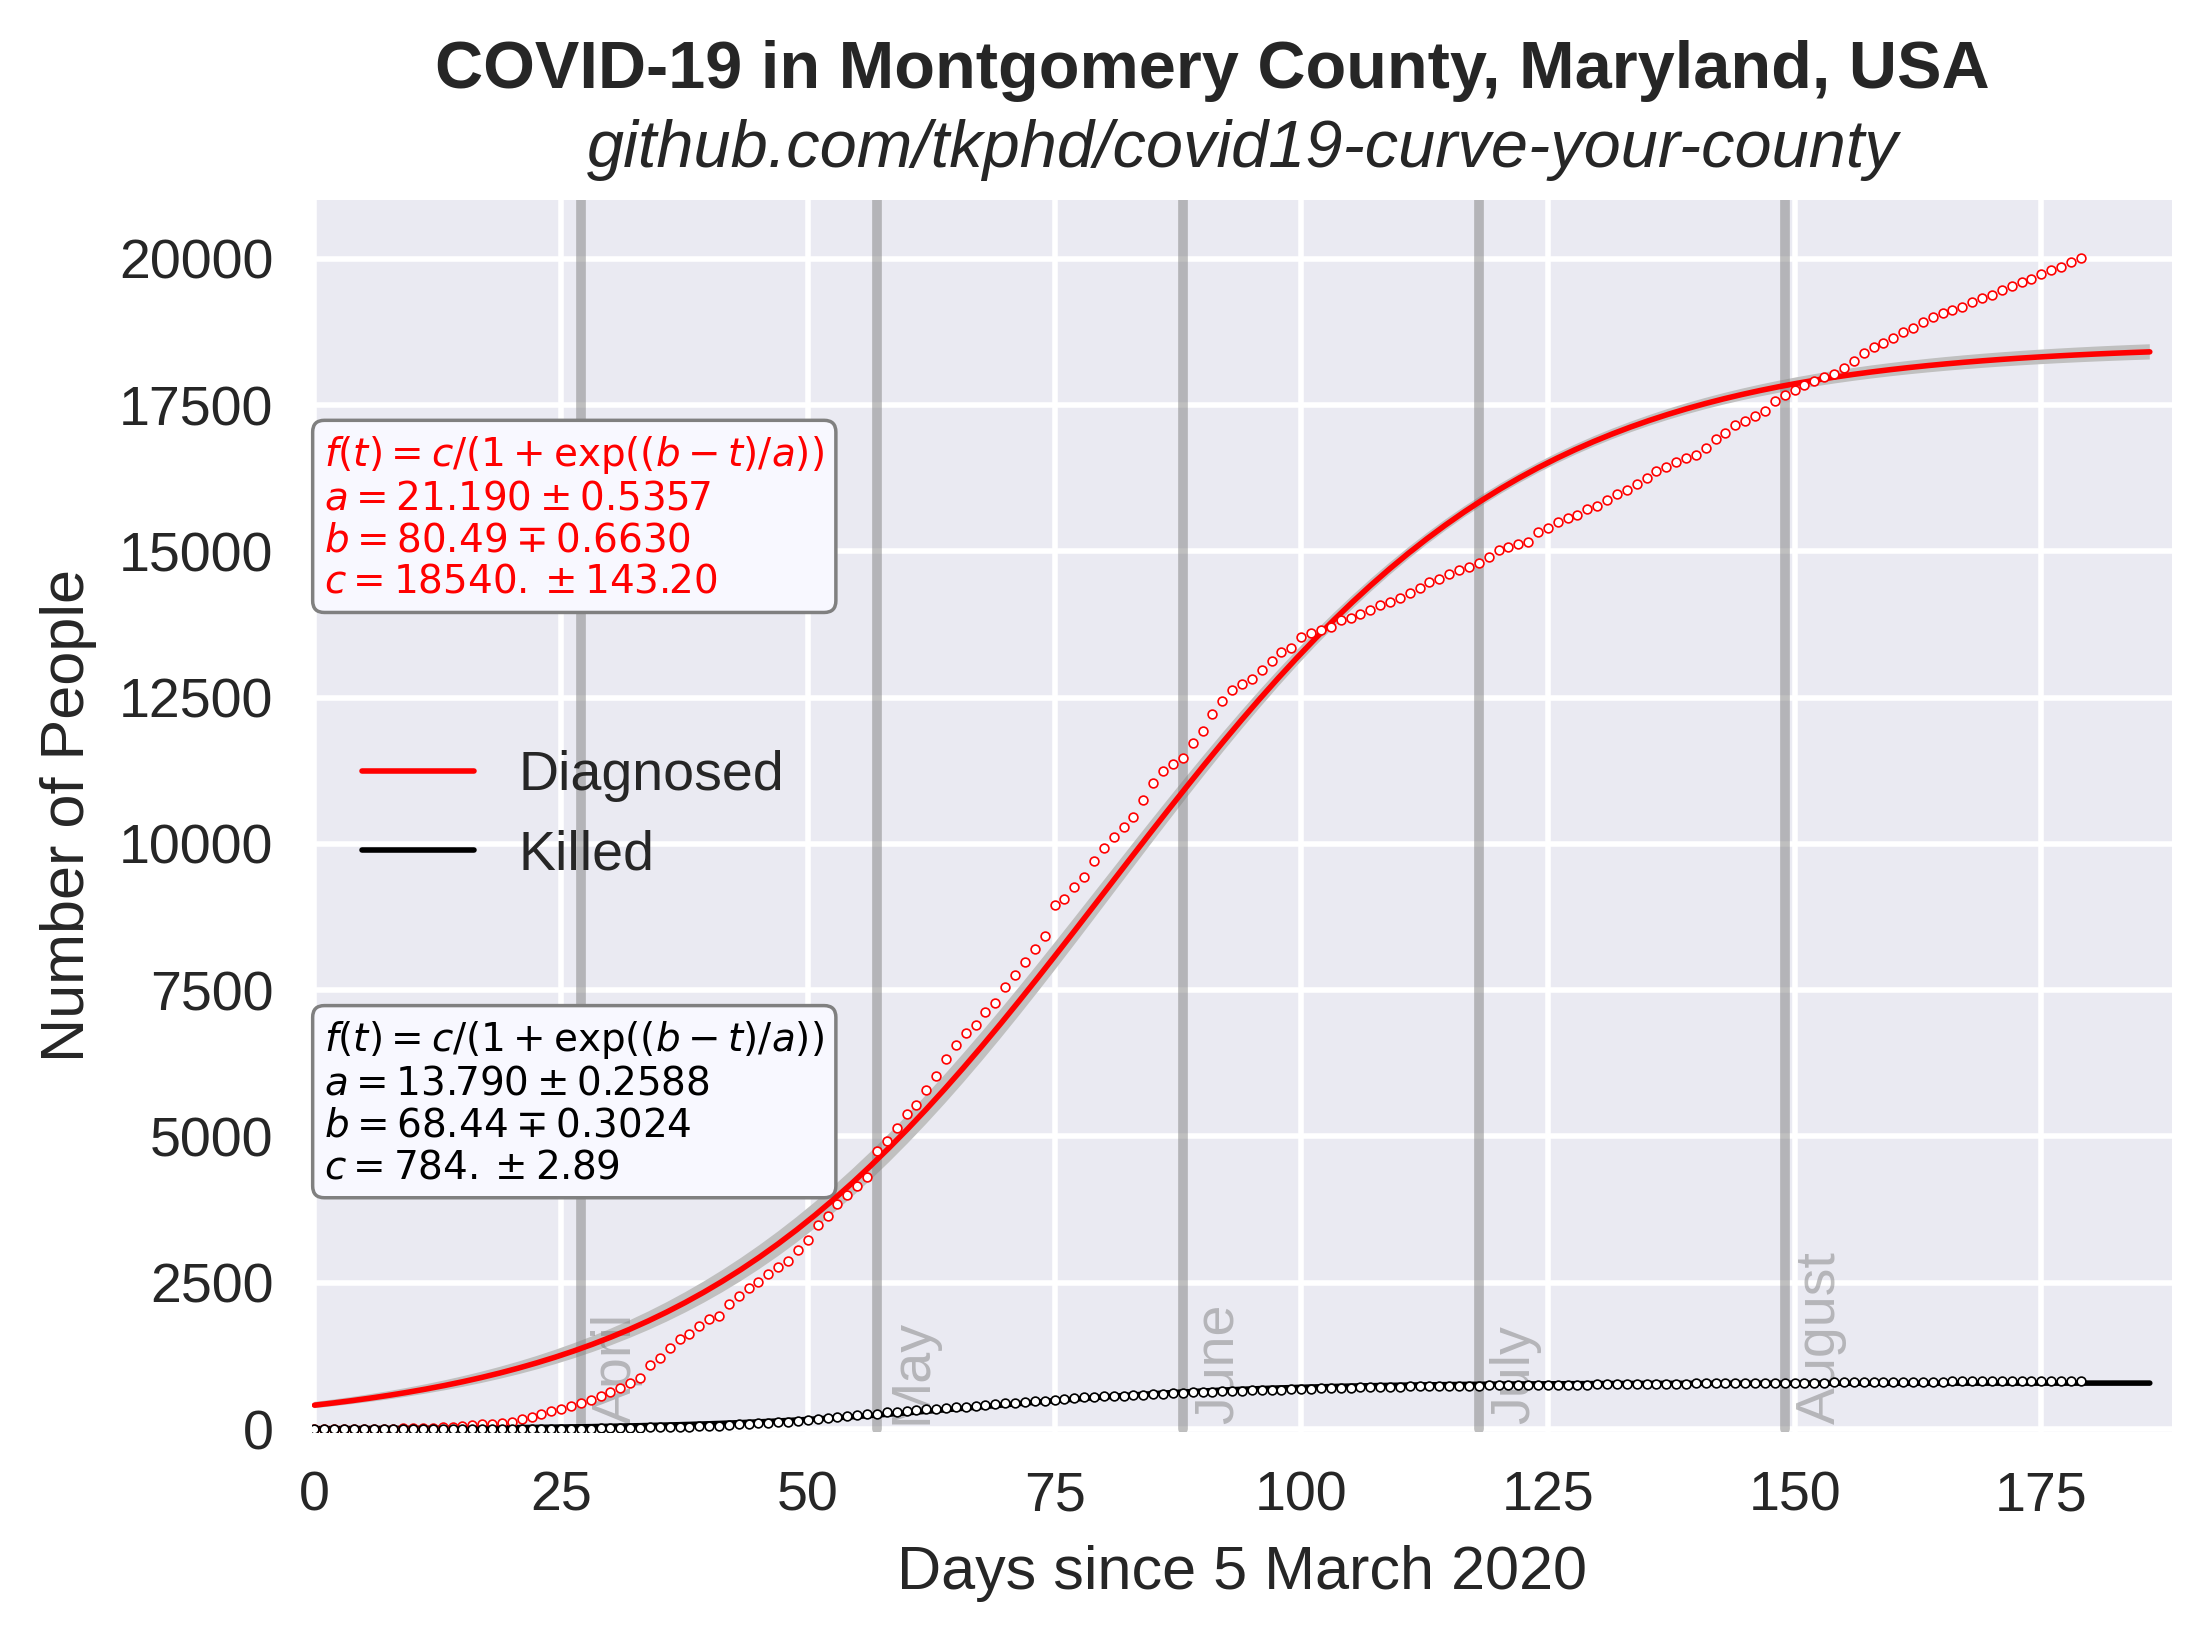 COVID-19 in Montgomery County, Maryland, USA
github.com/tkphd/covid19-curve-your-county
Number of People
20000
17500
15000
12500
10000
7500
5000
2500
0
f(t) = c/(1 + exp((b − t)/a))
a = 21.190 ± 0.5357
b = 80.49 ∓ 0.6630
c = 18540. ± 143.20
Diagnosed
Killed
f(t) = c/(1 + exp((b − t)/a))
a = 13.790 ± 0.2588
b = 68.44 ∓ 0.3024
c = 784. ± 2.89
April
May
June
July
August
0 25 50 75 100 125 150 175
Days since 5 March 2020